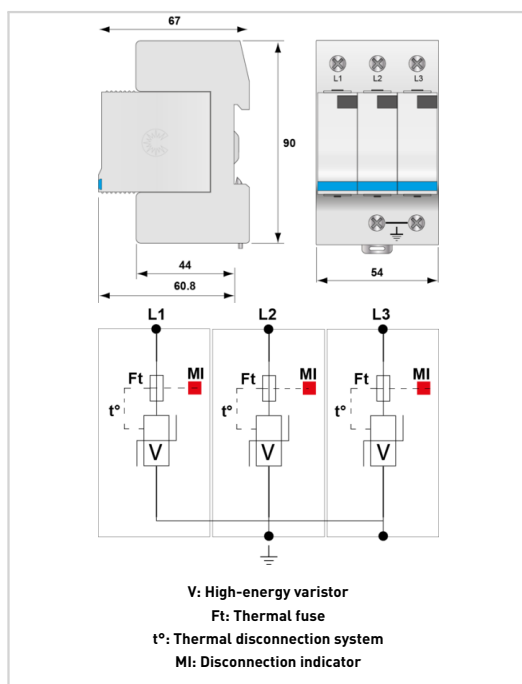 67
L1 L2 L3
90
44
60.8
54
L1 L2 L3
Ft MI Ft MI Ft MI
t° t° t°
V V V
V: High-energy varistor
Ft: Thermal fuse
t°: Thermal disconnection system
MI: Disconnection indicator